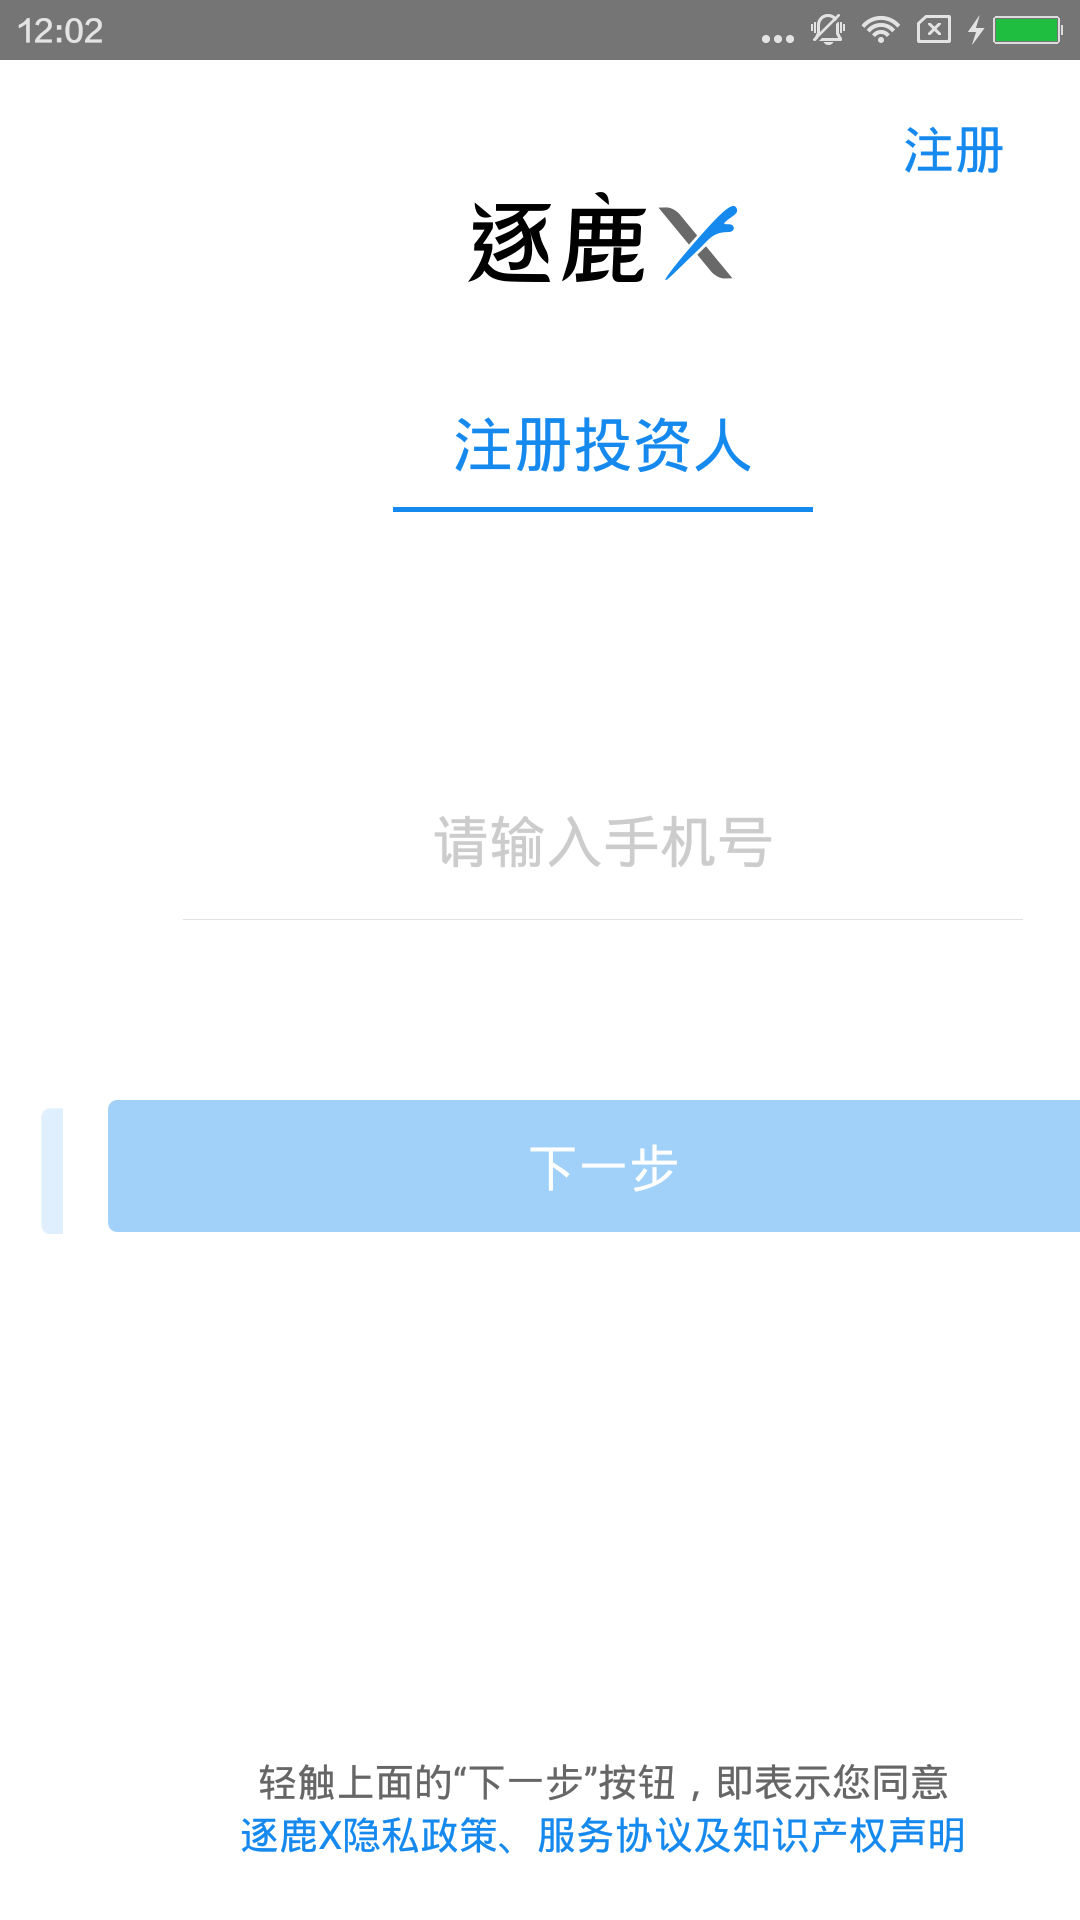 12:02
注册
逐鹿X
注册投资人
请输入手机号
下一步
轻触上面的“下一步”按钮，即表示您同意
逐鹿X隐私政策、服务协议及知识产权声明